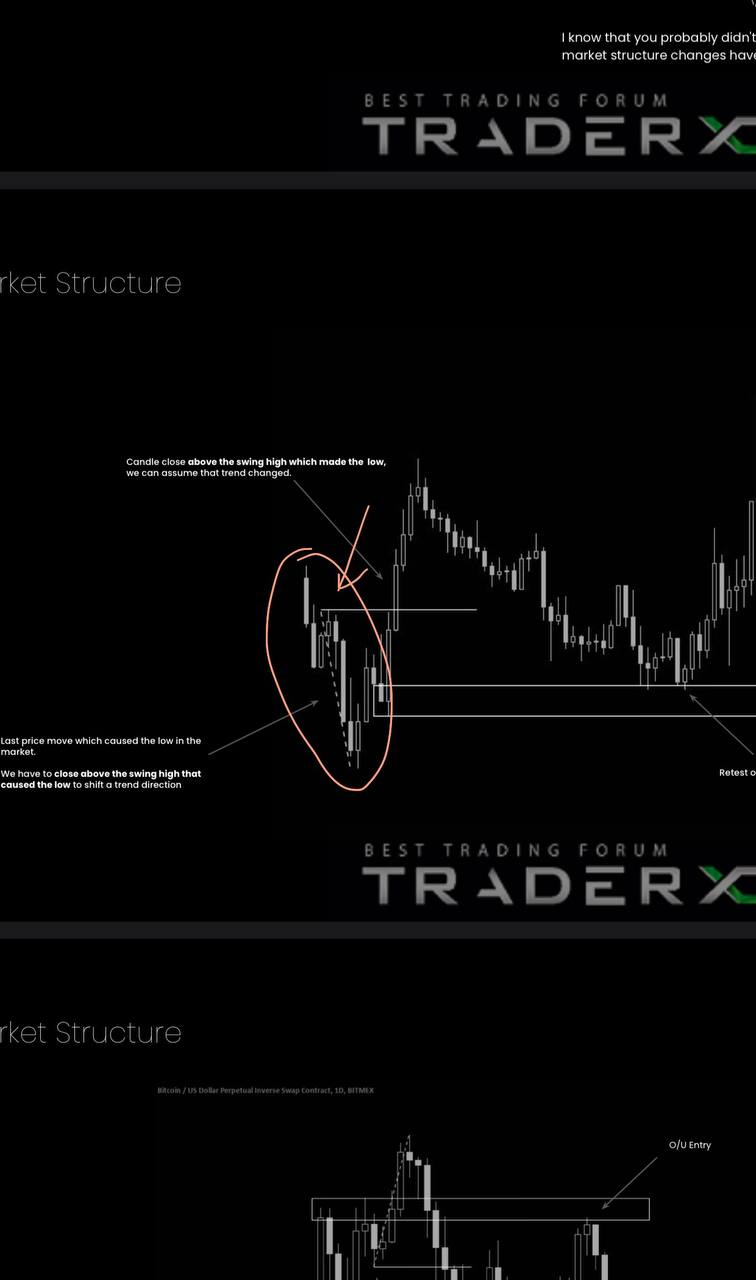 I know that you probably didn't
market structure changes have
BEST TRADING FORUM
TRADERX
rket Structure
Candle close above the swing high which made the low,
we can assume that trend changed.
Last price move which caused the low in the
market.
We have to close above the swing high that
caused the low to shift a trend direction
Retest o
BEST TRADING FORUM
TRADERX
rket Structure
Bitcoin / US Dollar Perpetual Inverse Swap Contract, 1D, BITMEX
O/U Entry